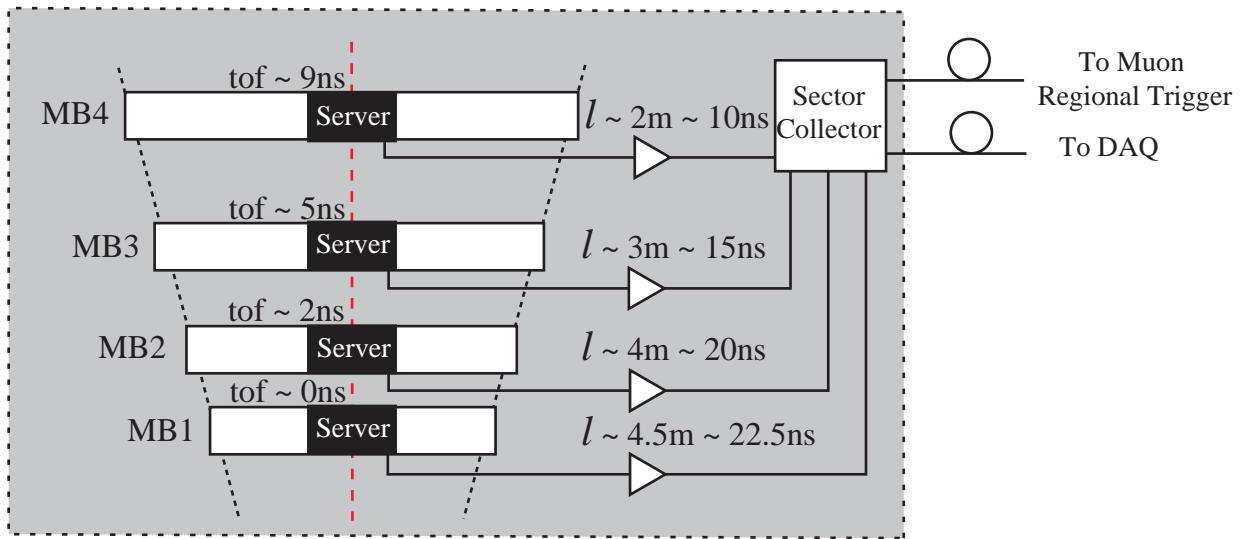 tof ~ 9ns
MB4
Server
l ~ 2m ~ 10ns
Sector
Collector
To Muon
Regional Trigger
To DAQ
tof ~ 5ns
MB3
Server
l ~ 3m ~ 15ns
tof ~ 2ns
MB2
Server
l ~ 4m ~ 20ns
tof ~ 0ns
MB1
Server
l ~ 4.5m ~ 22.5ns